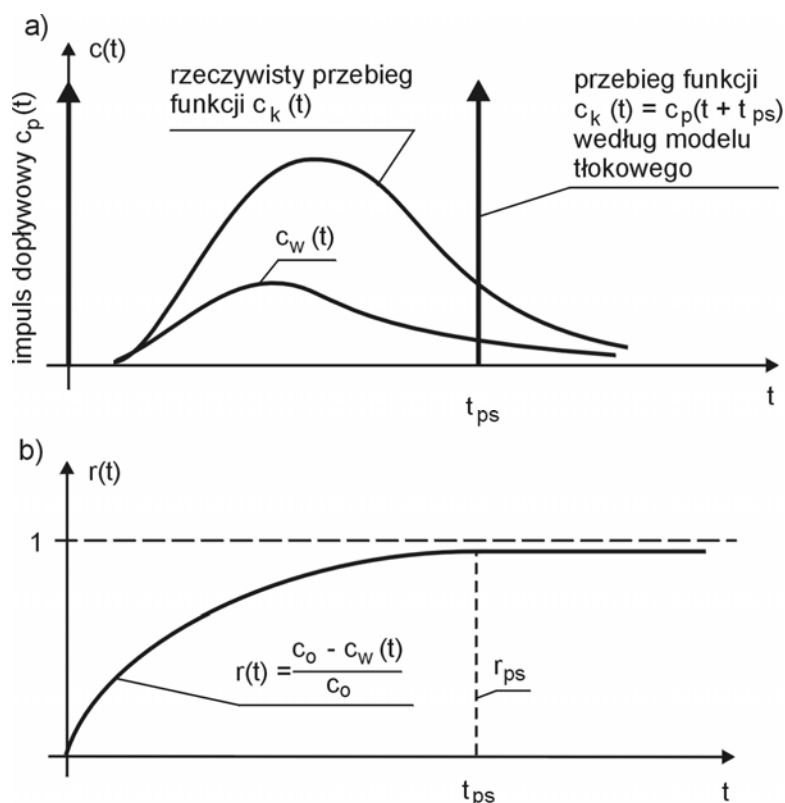 a)
c(t)
impuls dopływowy c_p(t)
rzeczywisty przebieg
funkcji c_k (t)
c_w (t)
przebieg funkcji
c_k (t) = c_p(t + t_ps)
według modelu
tłokowego
t_ps
t
b)
r(t)
1
r(t) = (c_o - c_w (t)) / c_o
r_ps
t_ps
t